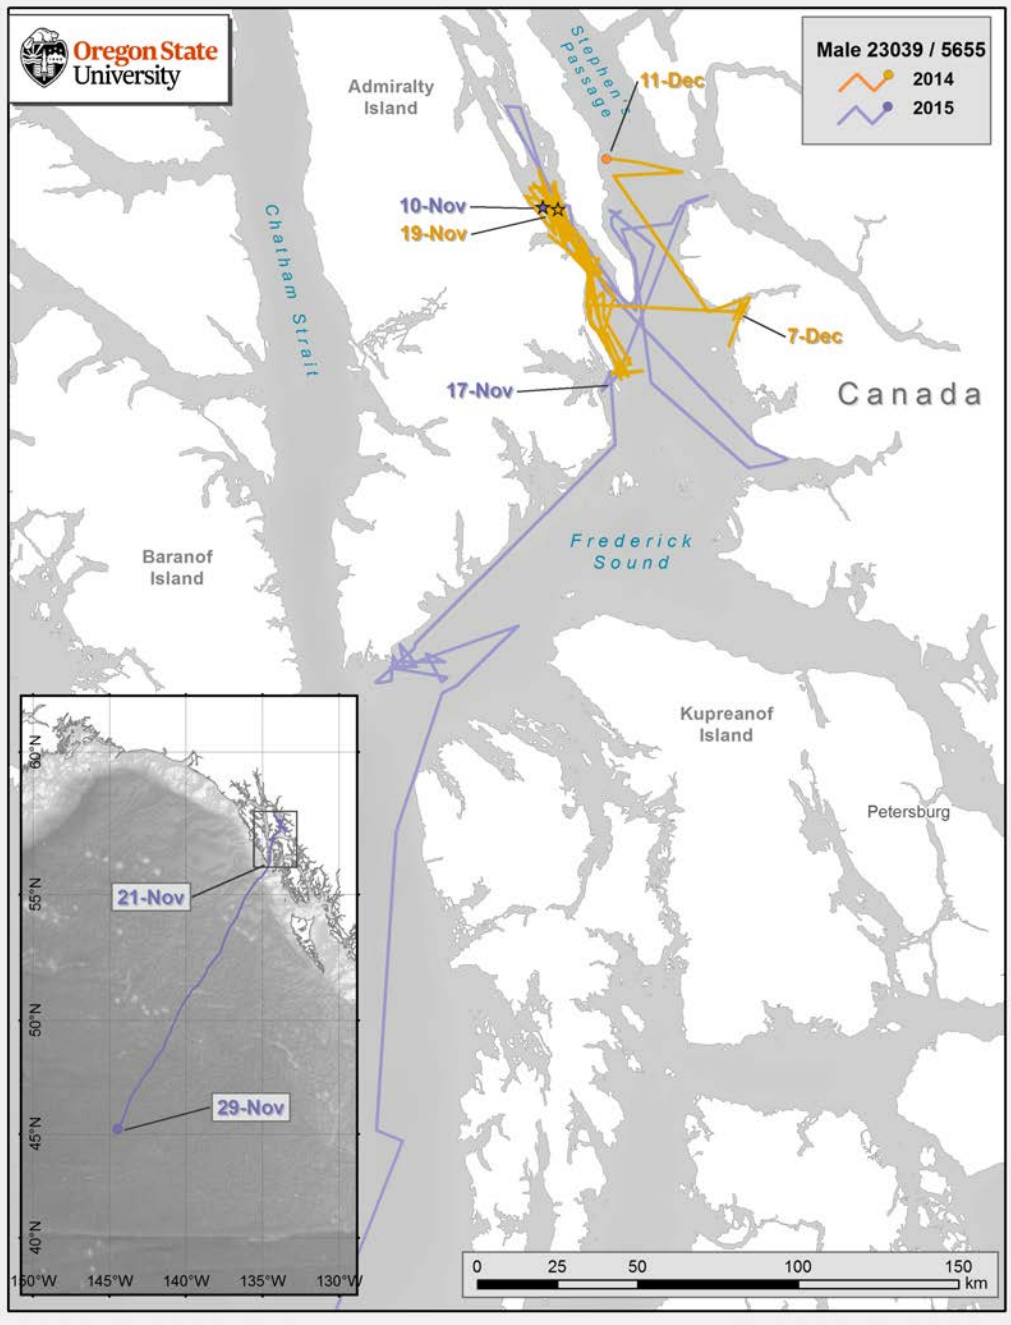 Oregon State
University
Male 23039 / 5655
2014
2015
Stephen's
Passage
11-Dec
Admiralty
Island
10-Nov
19-Nov
Chatham Strait
7-Dec
17-Nov
Canada
Frederick
Sound
Baranof
Island
Kupreanof
Island
Petersburg
60°N
55°N
50°N
45°N
40°N
21-Nov
29-Nov
150°W 145°W 140°W 135°W 130°W
0 25 50 100 150
km